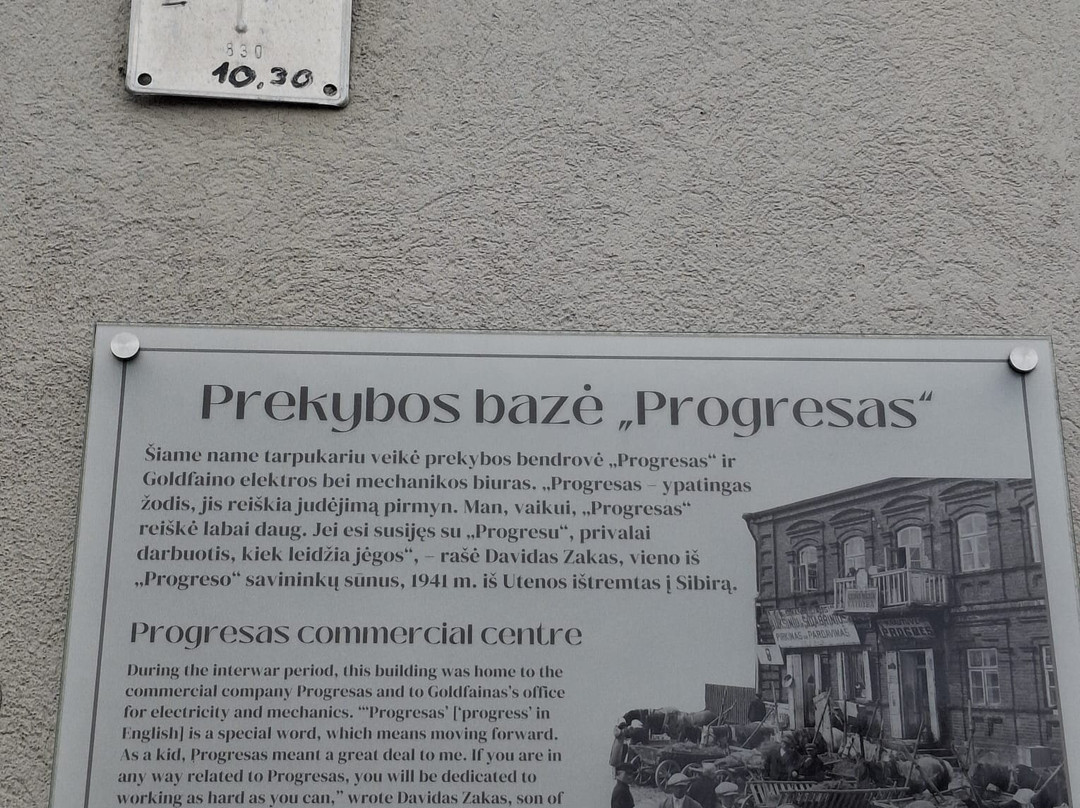 830
10.30
Prekybos bazė „Progresas“
Šiame name tarpukariu veikė prekybos bendrovė „Progresas“ ir
Goldfaino elektros bei mechanikos biuras. „Progresas – ypatingas
žodis, jis reiškia judėjimą pirmyn. Man, vaikui, „Progresas“
reiškė labai daug. Jei esi susijęs su „Progresu“, privalai
darbuotis, kiek leidžia jėgos“, – rašė Davidas Zakas, vieno iš
„Progreso“ savininkų sūnus, 1941 m. iš Utenos ištremtas į Sibirą.
Progresas commercial centre
During the interwar period, this building was home to the
commercial company Progresas and to Goldfainas's office
for electricity and mechanics. “‘Progresas’ [‘progress’ in
English] is a special word, which means moving forward.
As a kid, Progresas meant a great deal to me. If you are in
any way related to Progresas, you will be dedicated to
working as hard as you can,” wrote Davidas Zakas, son of
PIRKIMAS
PARDAVIMAS
PROGRES